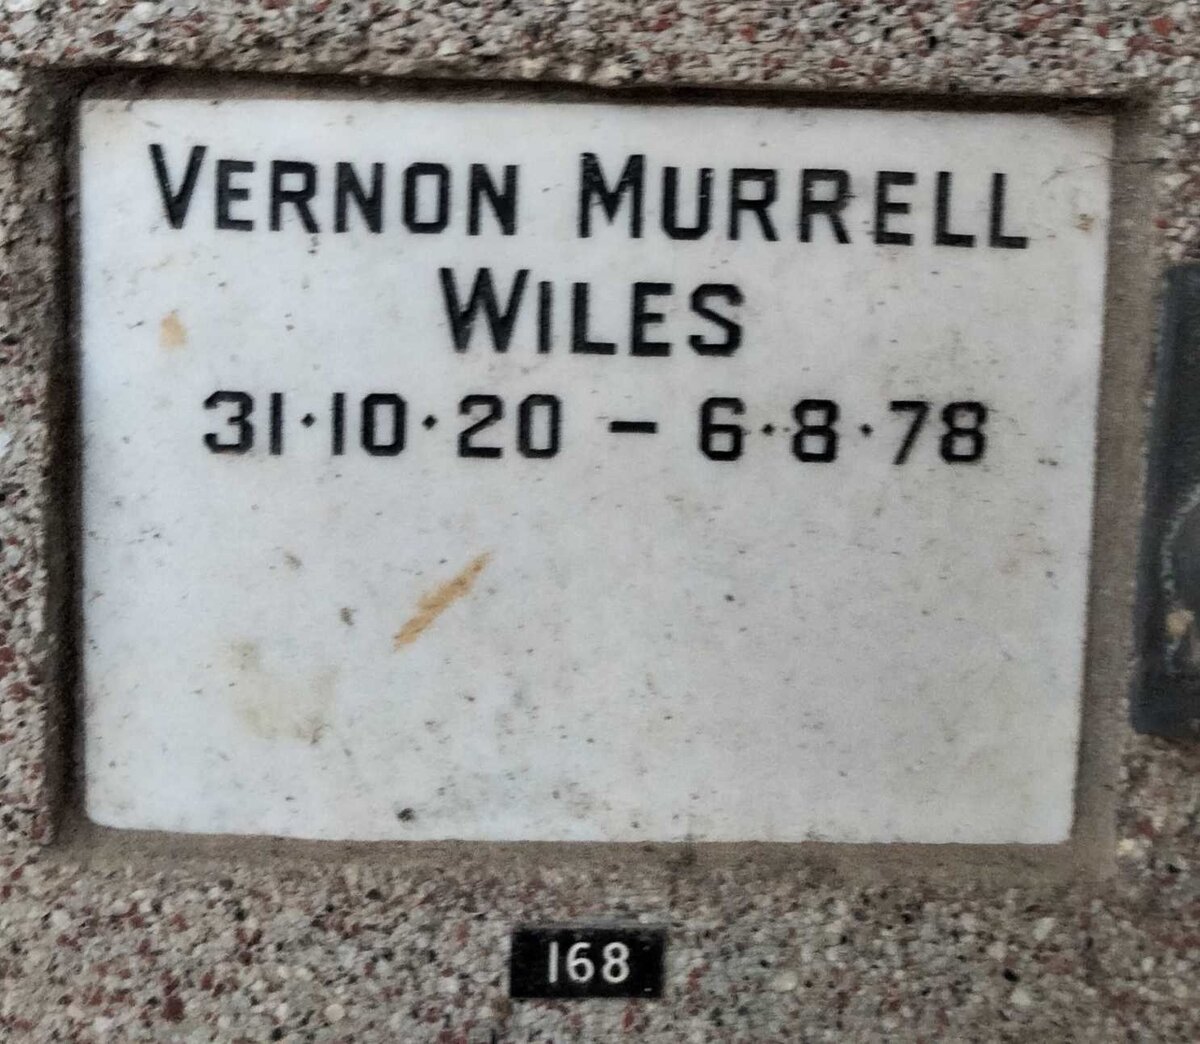 VERNON MURRELL
WILES
31·10·20 – 6·8·78
168